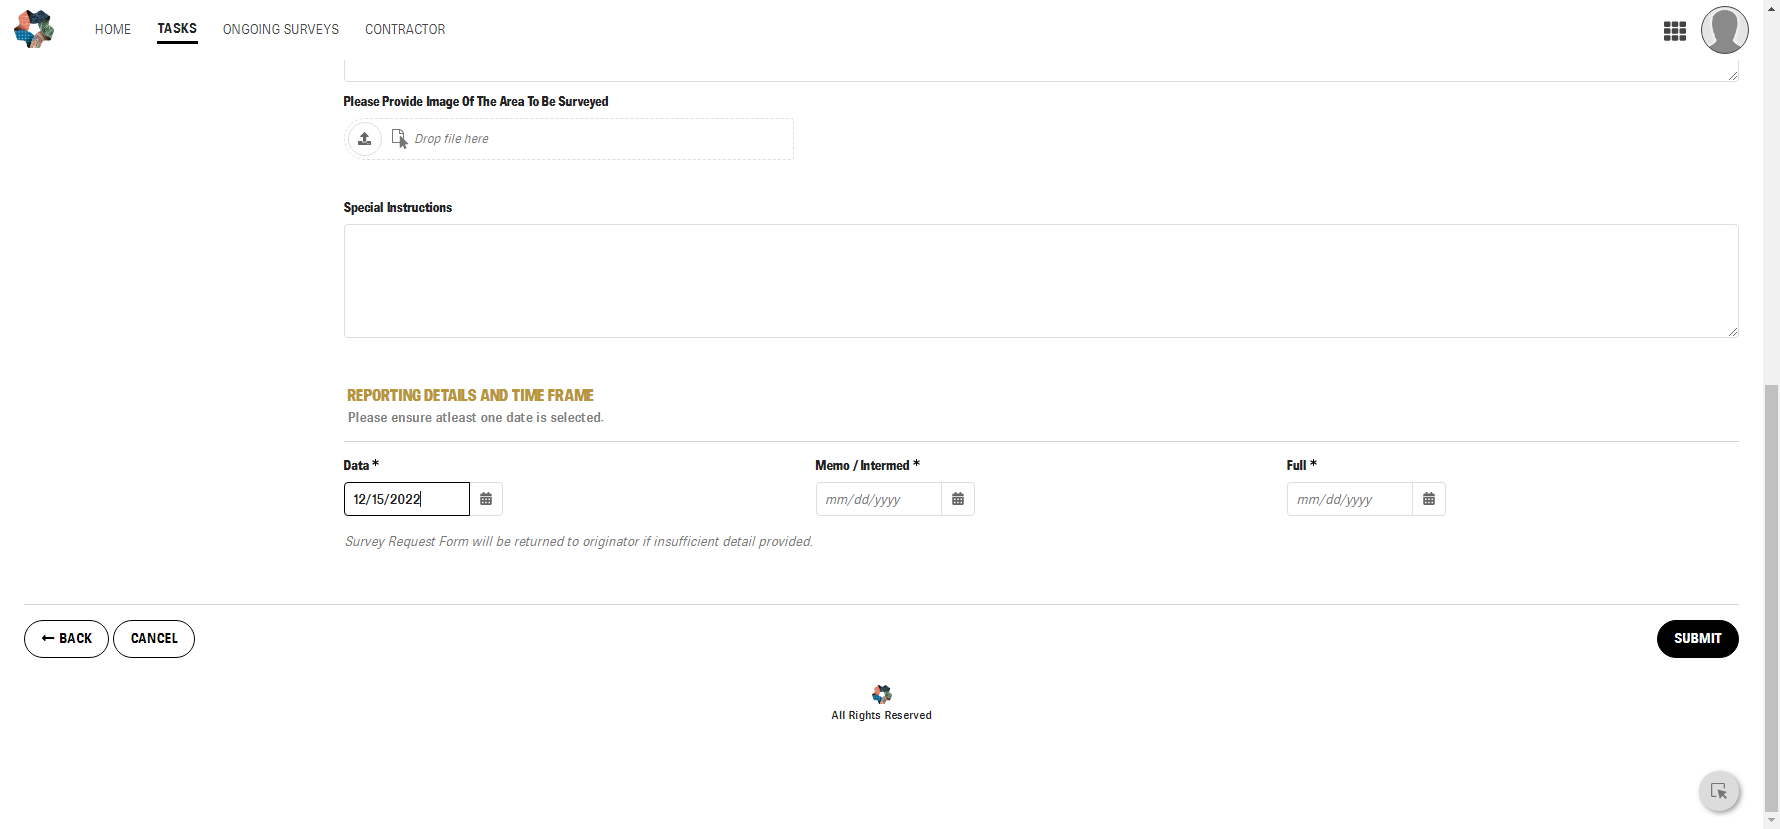 HOME TASKS ONGOING SURVEYS CONTRACTOR
Please Provide Image Of The Area To Be Surveyed
Drop file here
Special Instructions
REPORTING DETAILS AND TIME FRAME
Please ensure atleast one date is selected.
Data * Memo / Intermed * Full *
12/15/2022 mm/dd/yyyy mm/dd/yyyy
Survey Request Form will be returned to originator if insufficient detail provided.
← BACK CANCEL SUBMIT
All Rights Reserved